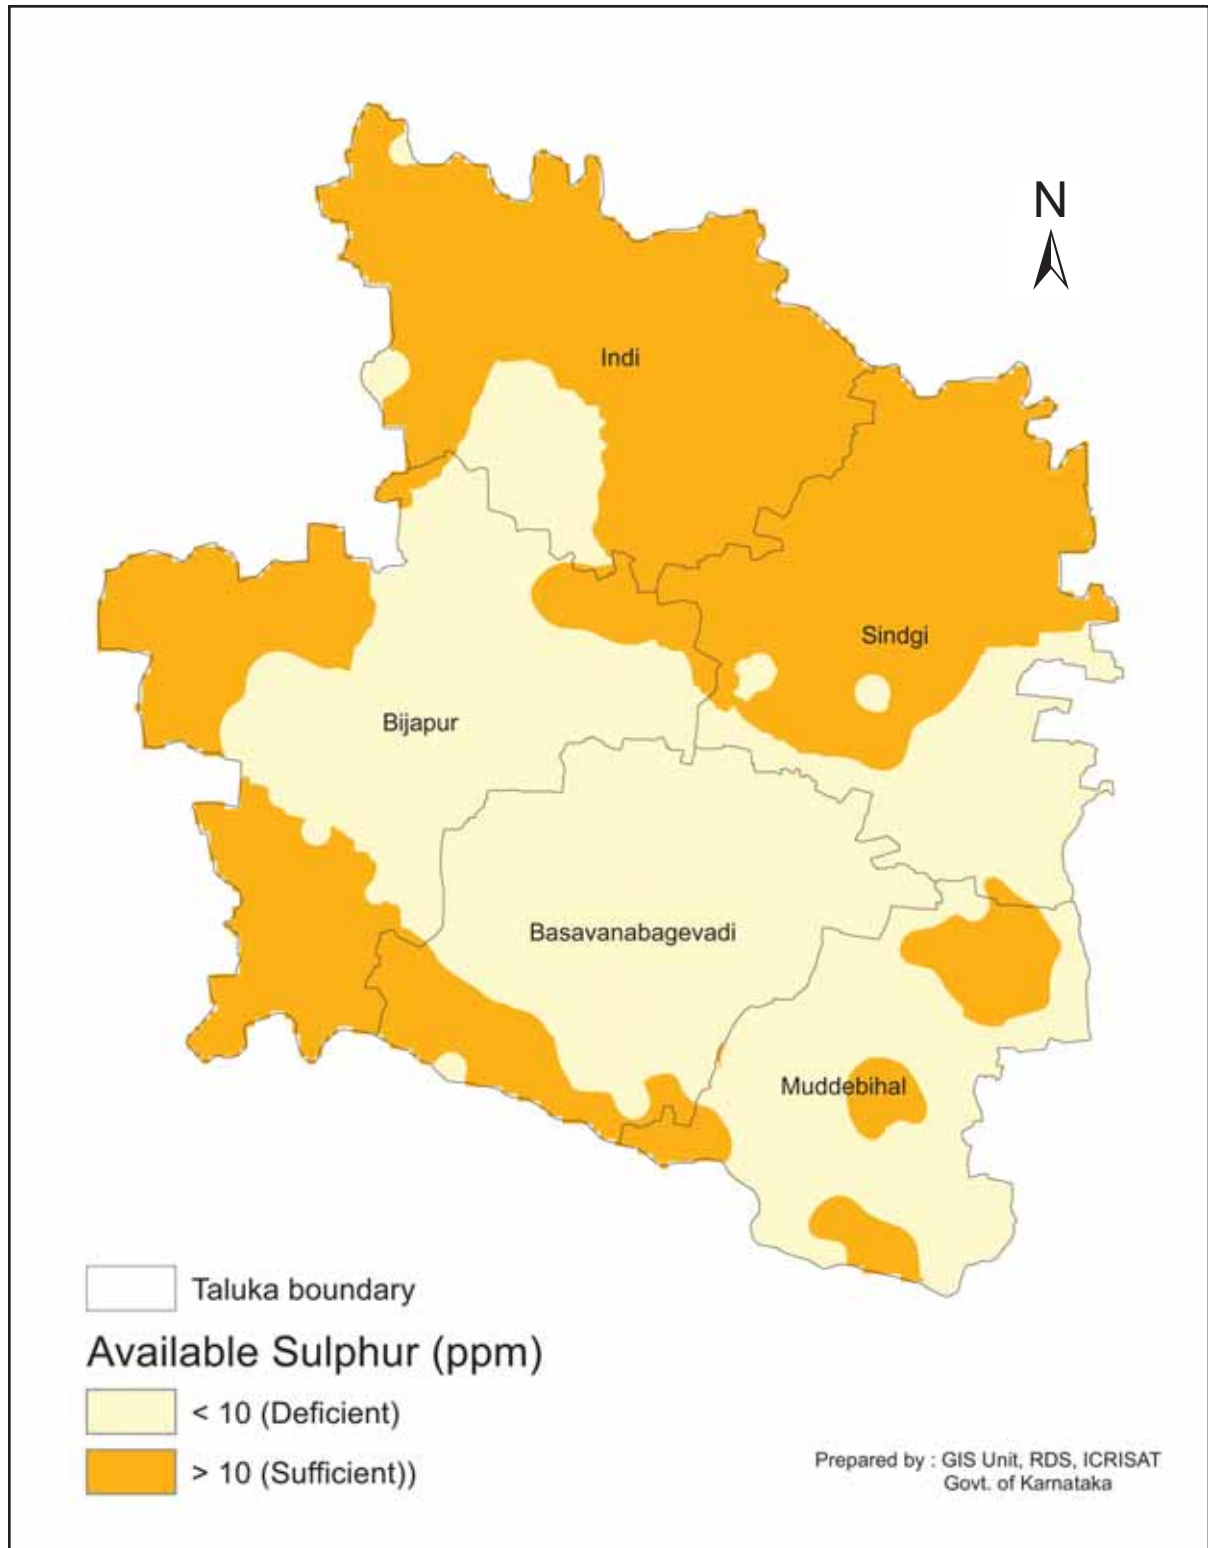 N
Indi
Sindgi
Bijapur
Basavanabagevadi
Muddebihal
Taluka boundary
Available Sulphur (ppm)
< 10 (Deficient)
> 10 (Sufficient))
Prepared by : GIS Unit, RDS, ICRISAT
Govt. of Karnataka